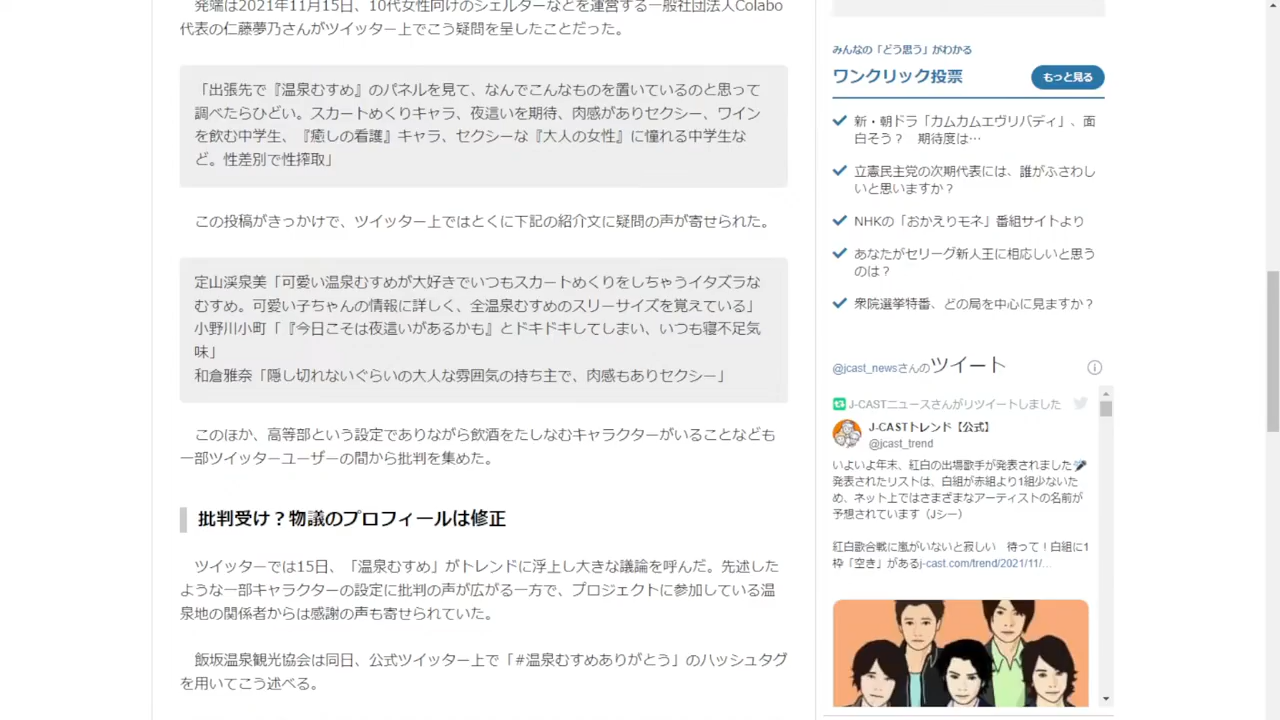 発端は2021年11月15日、10代女性向けのシェルターなどを運営する一般社団法人Colabo
代表の仁藤夢乃さんがツイッター上でこう疑問を呈したことだった。
「出張先で『温泉むすめ』のパネルを見て、なんでこんなものを置いているのと思って
調べたらひどい。スカートめくりキャラ、夜這いを期待、肉感がありセクシー、ワイン
を飲む中学生、『癒しの看護』キャラ、セクシーな『大人の女性』に憧れる中学生な
ど。性差別で性搾取」
この投稿がきっかけで、ツイッター上ではとくに下記の紹介文に疑問の声が寄せられた。
定山渓泉美「可愛い温泉むすめが大好きでいつもスカートめくりをしちゃうイタズラな
むすめ。可愛い子ちゃんの情報に詳しく、全温泉むすめのスリーサイズを覚えている」
小野川小町「『今日こそは夜這いがあるかも』とドキドキしてしまい、いつも寝不足気
味」
和倉雅奈「隠し切れないぐらいの大人な雰囲気の持ち主で、肉感もありセクシー」
このほか、高等部という設定でありながら飲酒をたしなむキャラクターがいることなども
一部ツイッターユーザーの間から批判を集めた。
批判受け？物議のプロフィールは修正
ツイッターでは15日、「温泉むすめ」がトレンドに浮上し大きな議論を呼んだ。先述した
ような一部キャラクターの設定に批判の声が広がる一方で、プロジェクトに参加している温
泉地の関係者からは感謝の声も寄せられていた。
飯坂温泉観光協会は同日、公式ツイッター上で「#温泉むすめありがとう」のハッシュタグ
を用いてこう述べる。
みんなの「どう思う」がわかる
ワンクリック投票
もっと見る
新・朝ドラ「カムカムエヴリバディ」、面
白そう？　期待度は…
立憲民主党の次期代表には、誰がふさわし
いと思いますか？
NHKの「おかえりモネ」番組サイトより
あなたがセリーグ新人王に相応しいと思う
のは？
衆院選挙特番、どの局を中心に見ますか？
@jcast_newsさんのツイート
J-CASTニュースさんがリツイートしました
J-CASTトレンド【公式】
@jcast_trend
いよいよ年末、紅白の出場歌手が発表されました🎤
発表されたリストは、白組が赤組より1組少ないた
め、ネット上ではさまざまなアーティストの名前が
予想されています（Jシー）
紅白歌合戦に嵐がいないと寂しい　待って！白組に1
枠「空き」があるj-cast.com/trend/2021/11/…